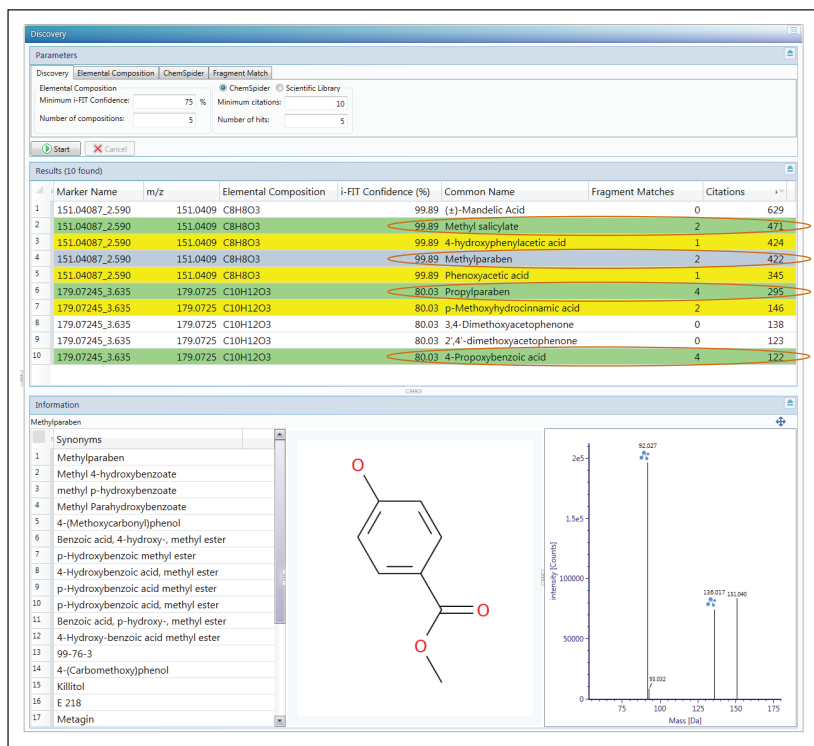 Discovery
Parameters
Discovery Elemental Composition ChemSpider Fragment Match
Elemental Composition ChemSpider Scientific Library
Minimum i-FIT Confidence: 75 % Minimum citations: 10
Number of compositions: 5 Number of hits: 5
Start Cancel
Results (10 found)
Marker Name m/z Elemental Composition i-FIT Confidence (%) Common Name Fragment Matches Citations
1 151.04087_2.590 151.0409 C8H8O3 99.89 (±)-Mandelic Acid 0 629
2 151.04087_2.590 151.0409 C8H8O3 99.89 Methyl salicylate 2 471
3 151.04087_2.590 151.0409 C8H8O3 99.89 4-hydroxyphenylacetic acid 1 424
4 151.04087_2.590 151.0409 C8H8O3 99.89 Methylparaben 2 422
5 151.04087_2.590 151.0409 C8H8O3 99.89 Phenoxyacetic acid 1 345
6 179.07245_3.635 179.0725 C10H12O3 80.03 Propylparaben 4 295
7 179.07245_3.635 179.0725 C10H12O3 80.03 p-Methoxyhydrocinnamic acid 2 146
8 179.07245_3.635 179.0725 C10H12O3 80.03 3,4-Dimethoxyacetophenone 0 138
9 179.07245_3.635 179.0725 C10H12O3 80.03 2',4'-dimethoxyacetophenone 0 123
10 179.07245_3.635 179.0725 C10H12O3 80.03 4-Propoxybenzoic acid 4 122
Information
Methylparaben
Synonyms
1 Methylparaben
2 Methyl 4-hydroxybenzoate
3 methyl p-hydroxybenzoate
4 Methyl Parahydroxybenzoate
5 4-(Methoxycarbonyl)phenol
6 Benzoic acid, 4-hydroxy-, methyl ester
7 p-Hydroxybenzoic methyl ester
8 4-Hydroxybenzoic acid, methyl ester
9 p-Hydroxybenzoic acid methyl ester
10 p-Hydroxybenzoic acid, methyl ester
11 Benzoic acid, p-hydroxy-, methyl ester
12 4-Hydroxy-benzoic acid methyl ester
13 99-76-3
14 4-(Carbomethoxy)phenol
15 Killitol
16 E 218
17 Metagin
O
O
O
92.027
2e5
1.5e5
100000
136.017 151.040
50000
93.032
0
75 100 125 150 175
intensity [Counts]
Mass [Da]